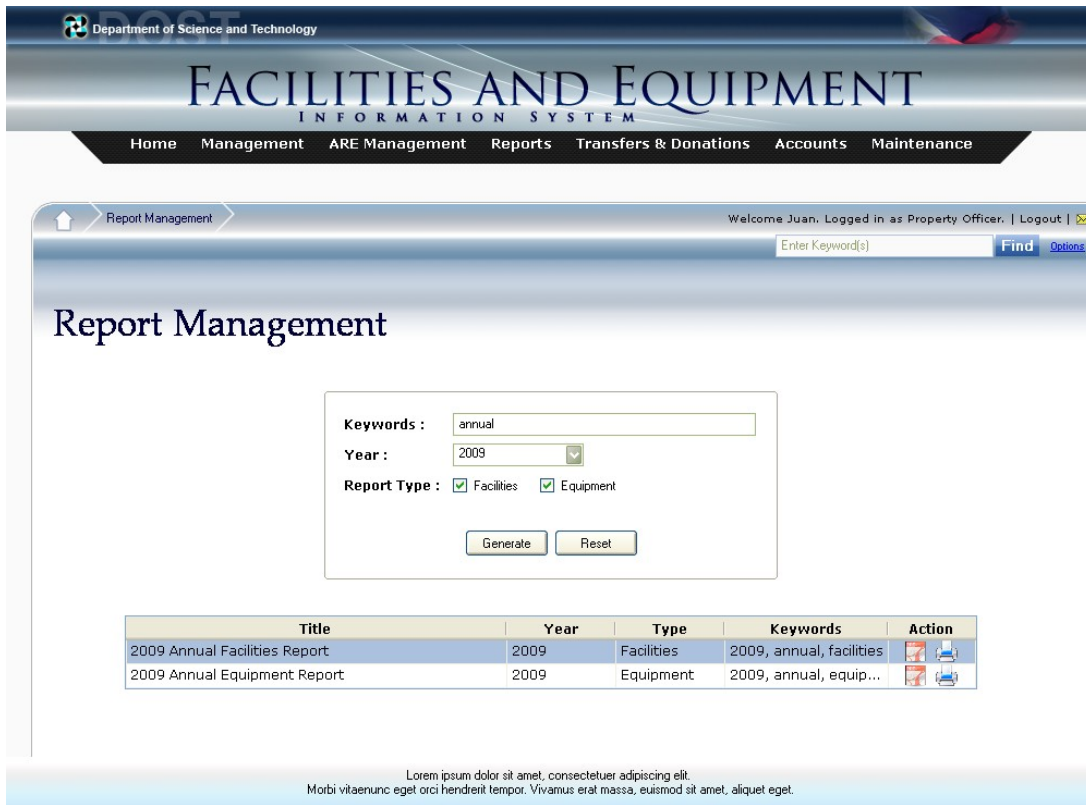 DOST
Department of Science and Technology
FACILITIES AND EQUIPMENT
INFORMATION SYSTEM
Home Management ARE Management Reports Transfers & Donations Accounts Maintenance
Report Management
Welcome Juan. Logged in as Property Officer. | Logout |
Enter Keyword(s) Find Options
Report Management
Keywords : annual
Year : 2009
Report Type : Facilities Equipment
Generate Reset
Title Year Type Keywords Action
2009 Annual Facilities Report 2009 Facilities 2009, annual, facilities
2009 Annual Equipment Report 2009 Equipment 2009, annual, equip...
Lorem ipsum dolor sit amet, consectetuer adipiscing elit.
Morbi vitaenunc eget orci hendrerit tempor. Vivamus erat massa, euismod sit amet, aliquet eget.